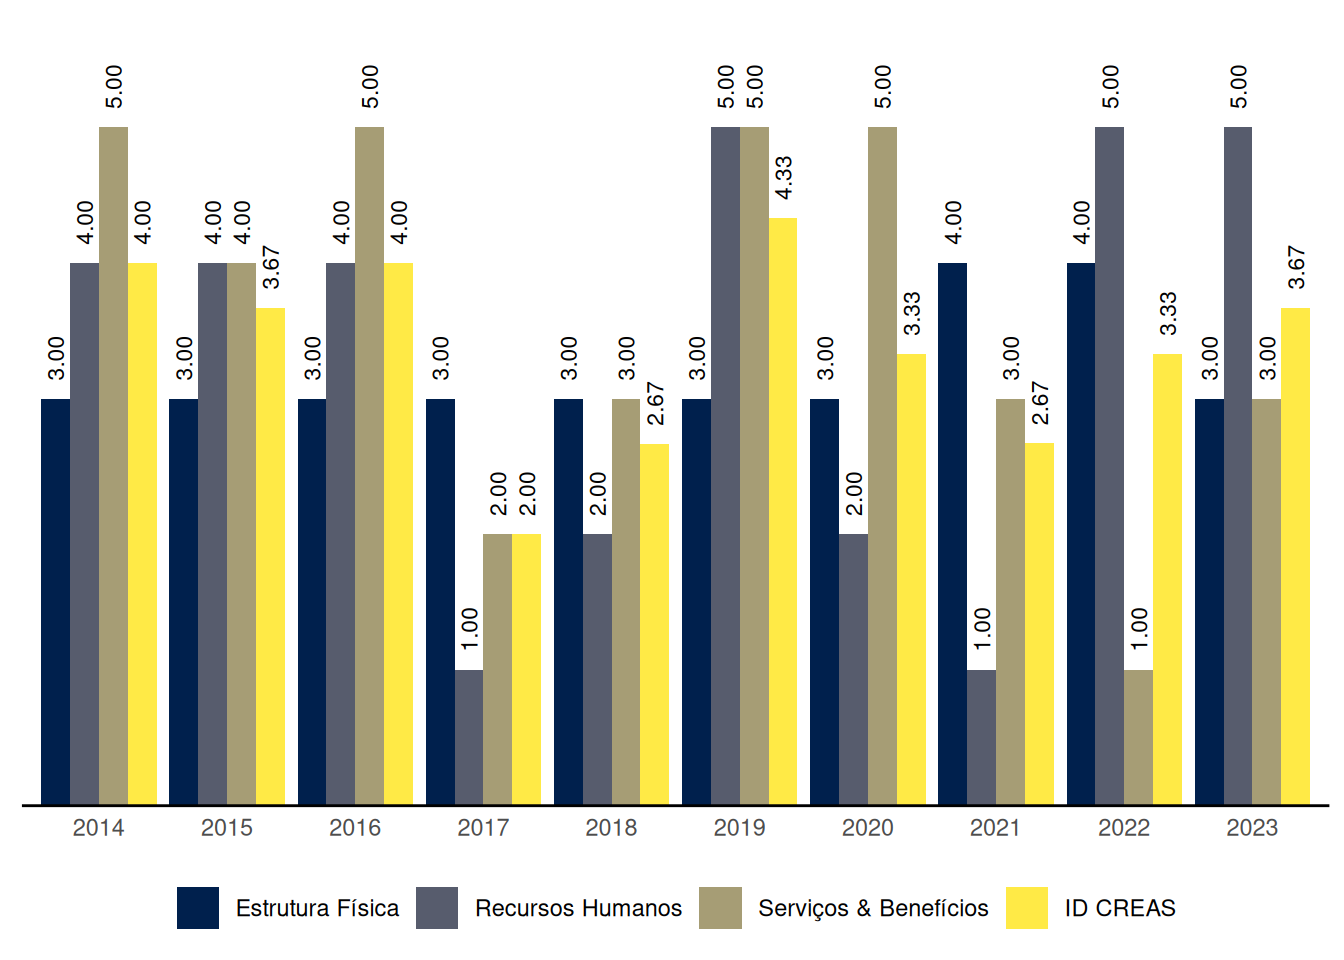 5.00 5.00 5.00 5.00 5.00 5.00 5.00
4.33
4.00 4.00 4.00 4.00 4.00 4.00 4.00 4.00
3.67 3.67
3.33 3.33
3.00 3.00 3.00 3.00 3.00 3.00 3.00 3.00 3.00 3.00 3.00
2.67 2.67
2.00 2.00 2.00 2.00
1.00 1.00 1.00
2014 2015 2016 2017 2018 2019 2020 2021 2022 2023
Estrutura Física Recursos Humanos Serviços & Benefícios ID CREAS